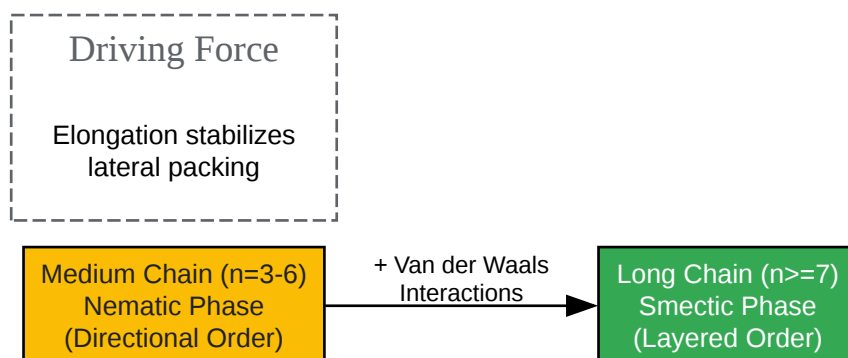 Driving Force
Elongation stabilizes
lateral packing
Medium Chain (n=3-6)
Nematic Phase
(Directional Order)
+ Van der Waals
Interactions
Long Chain (n>=7)
Smectic Phase
(Layered Order)